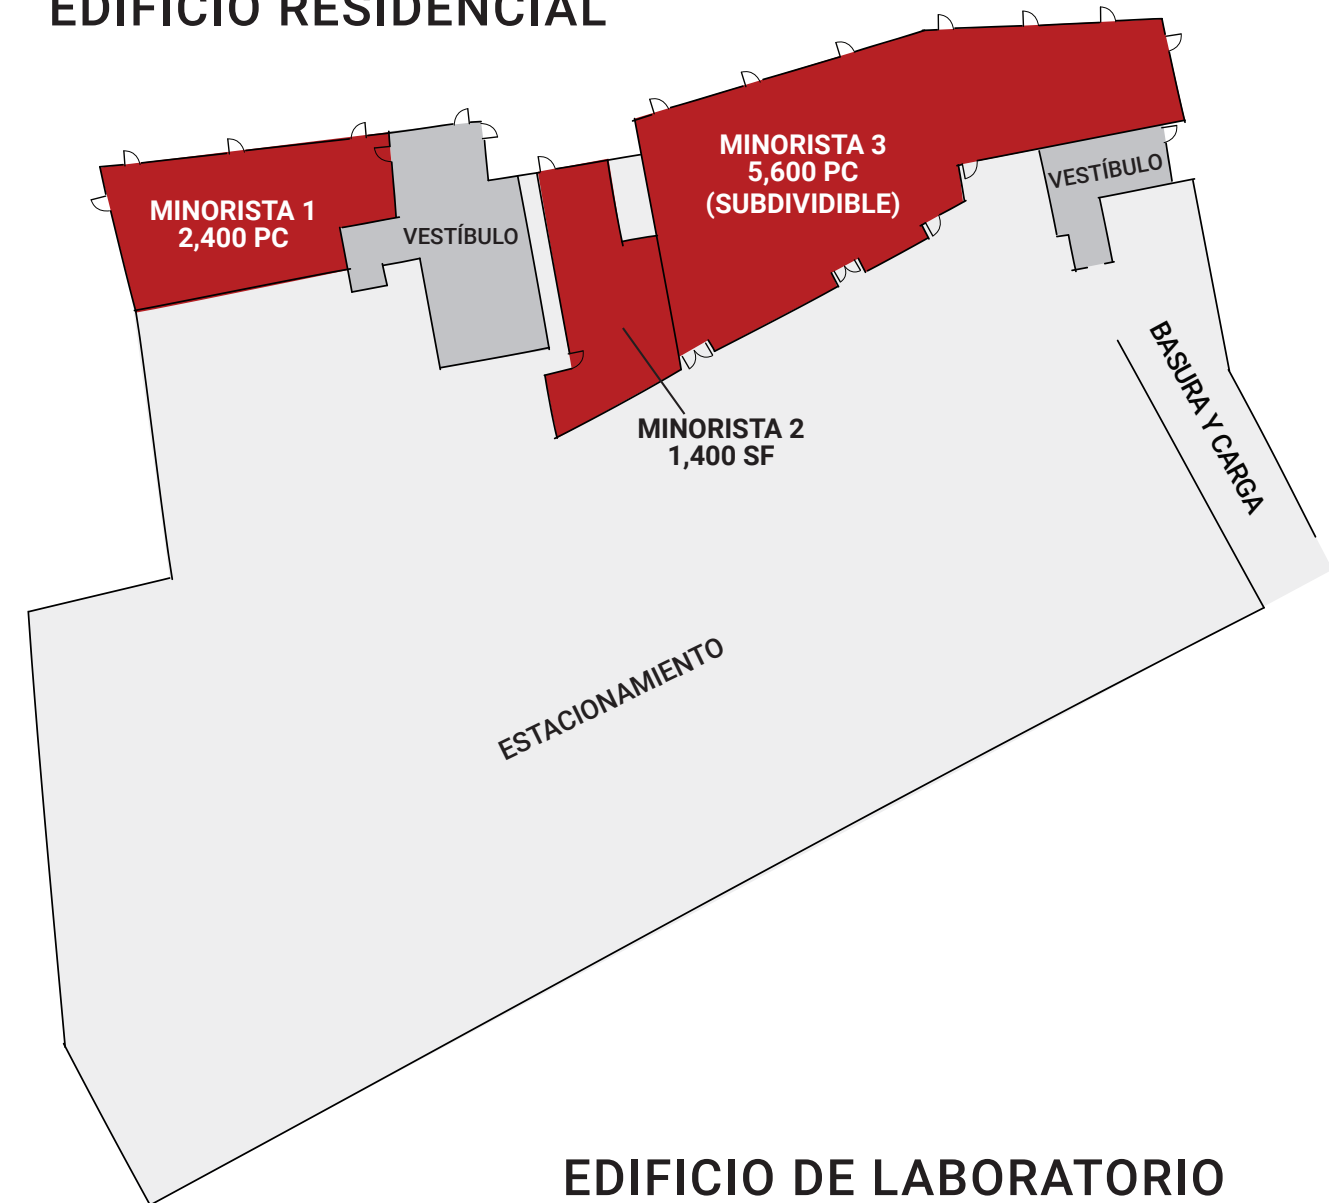 EDIFICIO RESIDENCIAL
MINORISTA 1
2,400 PC
VESTÍBULO
MINORISTA 3
5,600 PC
(SUBDIVIDIBLE)
VESTÍBULO
MINORISTA 2
1,400 SF
BASURA Y CARGA
ESTACIONAMIENTO
EDIFICIO DE LABORATORIO